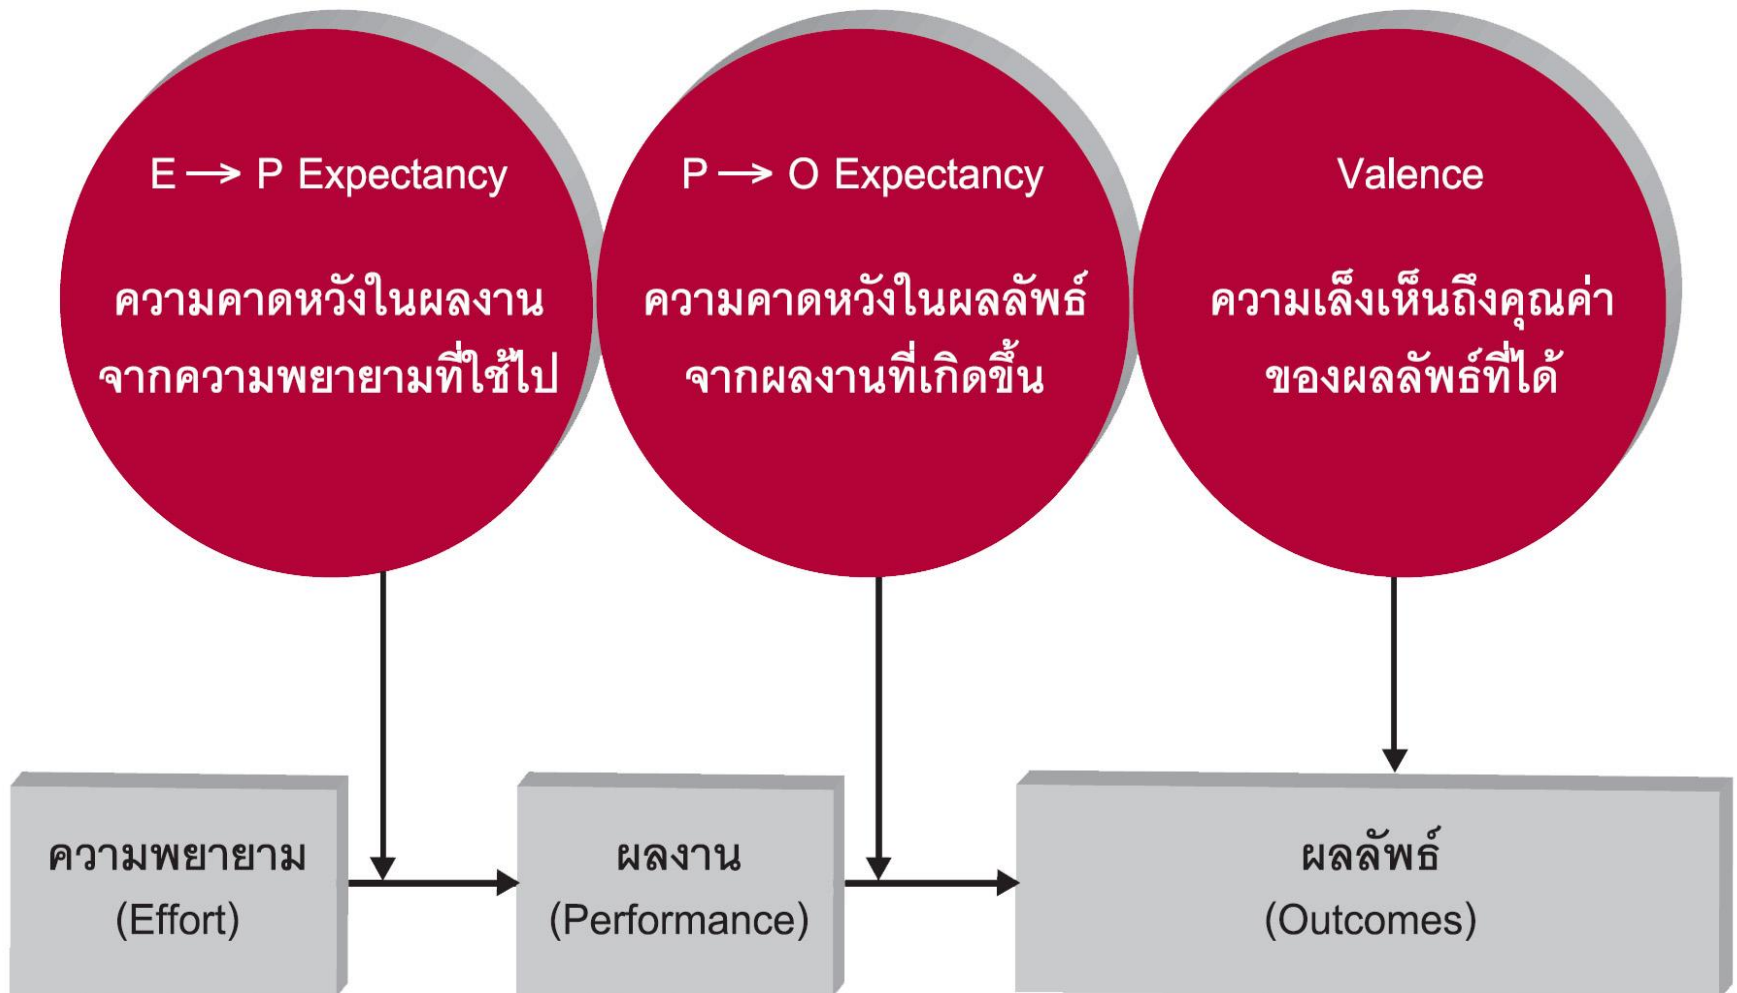 E → P Expectancy
ความคาดหวังในผลงาน
จากความพยายามที่ใช้ไป
P → O Expectancy
ความคาดหวังในผลลัพธ์
จากผลงานที่เกิดขึ้น
Valence
ความเล็งเห็นถึงคุณค่า
ของผลลัพธ์ที่ได้
ความพยายาม
(Effort)
ผลงาน
(Performance)
ผลลัพธ์
(Outcomes)